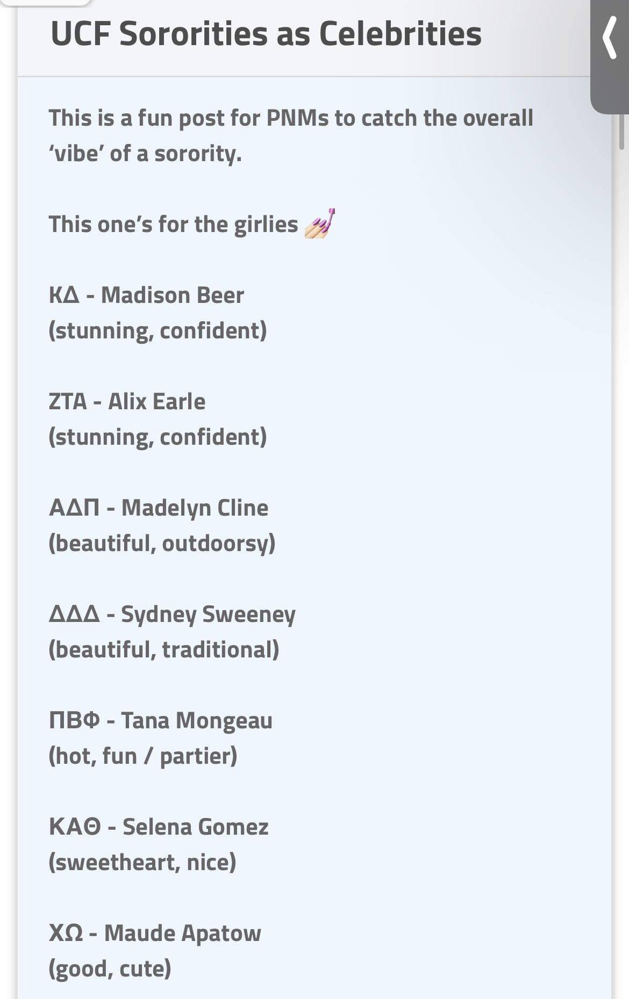 UCF Sororities as Celebrities
This is a fun post for PNMs to catch the overall
‘vibe’ of a sorority.
This one’s for the girlies 💅🏼
ΚΔ - Madison Beer
(stunning, confident)
ΖΤΑ - Alix Earle
(stunning, confident)
ΑΔΠ - Madelyn Cline
(beautiful, outdoorsy)
ΔΔΔ - Sydney Sweeney
(beautiful, traditional)
ΠΒΦ - Tana Mongeau
(hot, fun / partier)
ΚΑΘ - Selena Gomez
(sweetheart, nice)
ΧΩ - Maude Apatow
(good, cute)